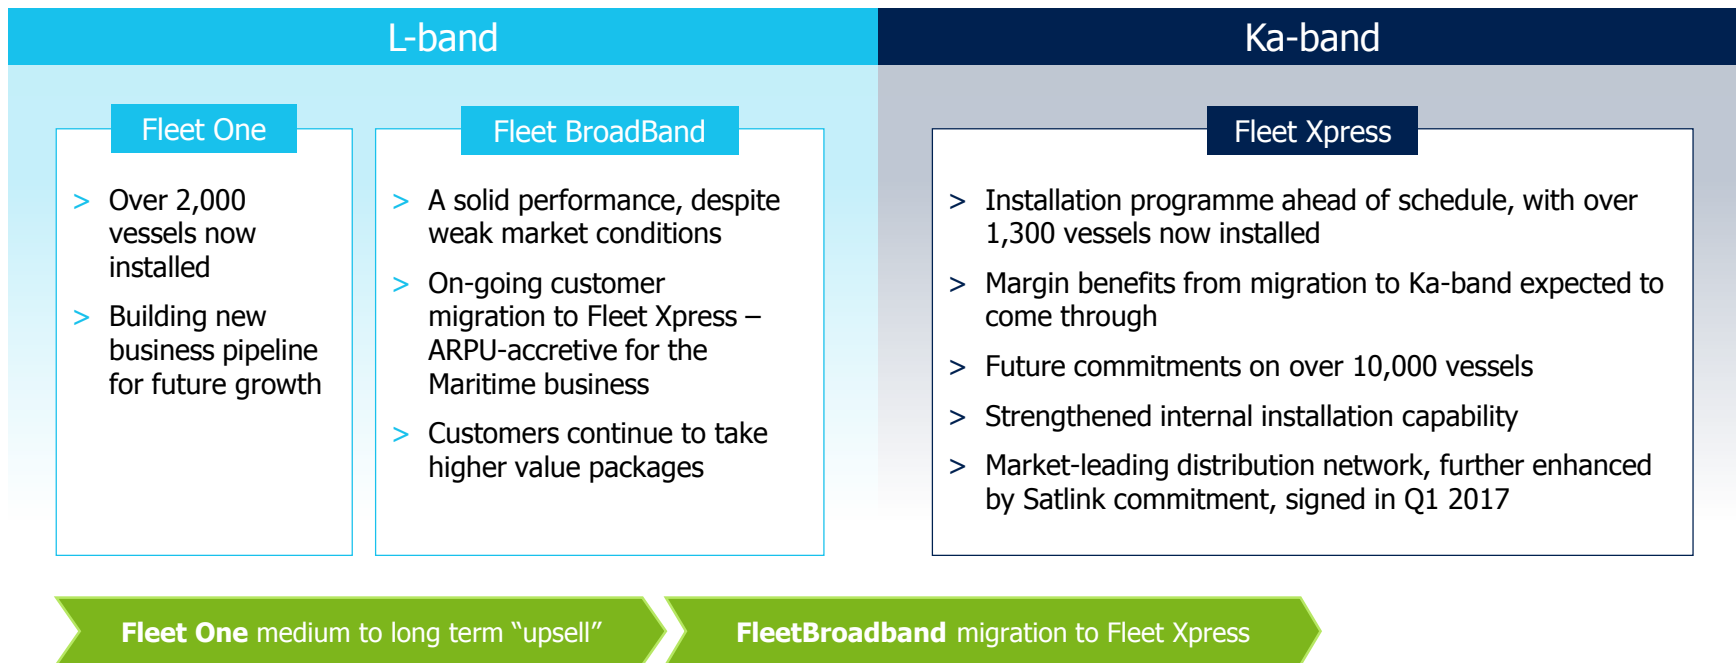 L-band
Fleet One
> Over 2,000
vessels now
installed
> Building new
business pipeline
for future growth
Fleet BroadBand
> A solid performance, despite
weak market conditions
> On-going customer
migration to Fleet Xpress –
ARPU-accretive for the
Maritime business
> Customers continue to take
higher value packages
Ka-band
Fleet Xpress
> Installation programme ahead of schedule, with over
1,300 vessels now installed
> Margin benefits from migration to Ka-band expected to
come through
> Future commitments on over 10,000 vessels
> Strengthened internal installation capability
> Market-leading distribution network, further enhanced
by Satlink commitment, signed in Q1 2017
Fleet One medium to long term “upsell”
FleetBroadband migration to Fleet Xpress